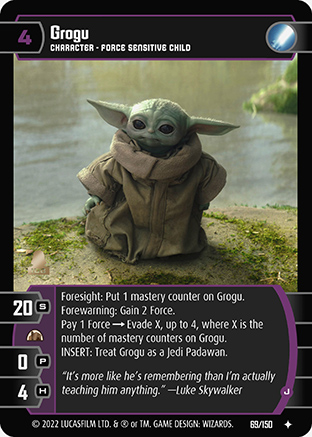 4 Grogu
CHARACTER - FORCE SENSITIVE CHILD
Foresight: Put 1 mastery counter on Grogu.
20 S
Forewarning: Gain 2 Force.
Pay 1 Force → Evade X, up to 4, where X is the
number of mastery counters on Grogu.
0 P
INSERT: Treat Grogu as a Jedi Padawan.
“It's more like he's remembering than I'm actually
4 H
teaching him anything.” —Luke Skywalker
J
© 2022 LUCASFILM LTD. & ® or TM. GAME DESIGN: WIZARDS. 69/150